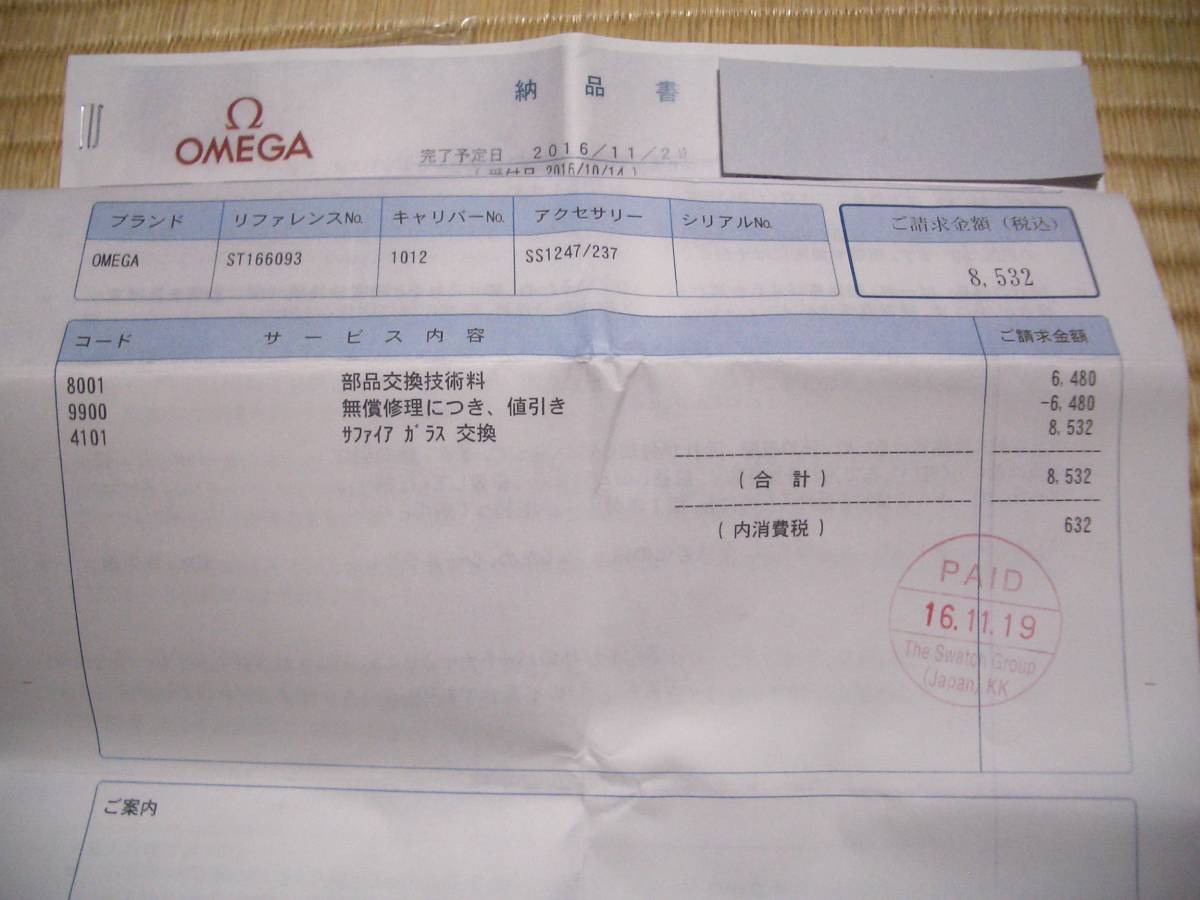 納品書
Ω
OMEGA
完了予定日 2016/11/2
(受付日 2016/10/14)
ブランド リファレンスNo. キャリバーNo. アクセサリー シリアルNo.
OMEGA ST166093 1012 SS1247/237
ご請求金額(税込)
8,532
コード サービス内容 ご請求金額
8001 部品交換技術料 6,480
9900 無償修理につき、値引き -6,480
4101 ｻﾌｧｲｱ ｶﾞﾗｽ 交換 8,532
(合 計) 8,532
(内消費税) 632
PAID
16.11.19
The Swatch Group
(Japan) KK
ご案内